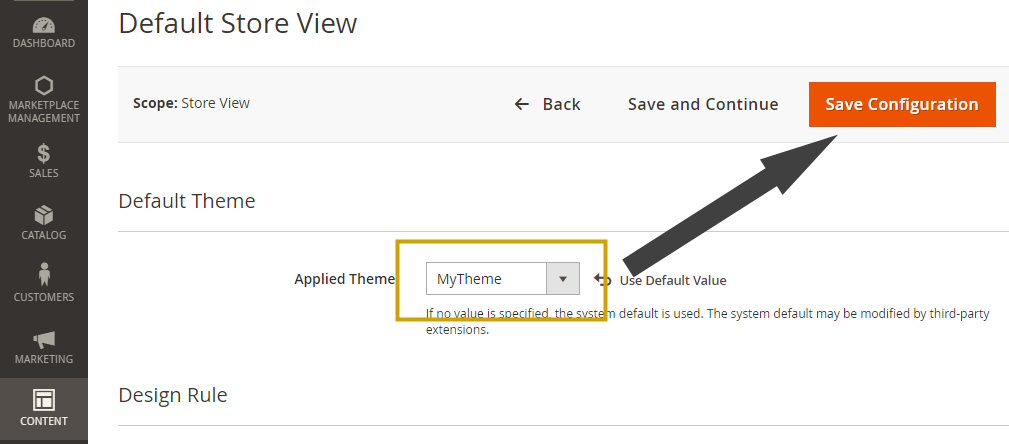 Default Store View
DASHBOARD
MARKETPLACE
MANAGEMENT
SALES
CATALOG
CUSTOMERS
MARKETING
CONTENT
Scope: Store View
Back
Save and Continue
Save Configuration
Default Theme
Applied Theme
MyTheme
Use Default Value
If no value is specified, the system default is used. The system default may be modified by third-party
extensions.
Design Rule